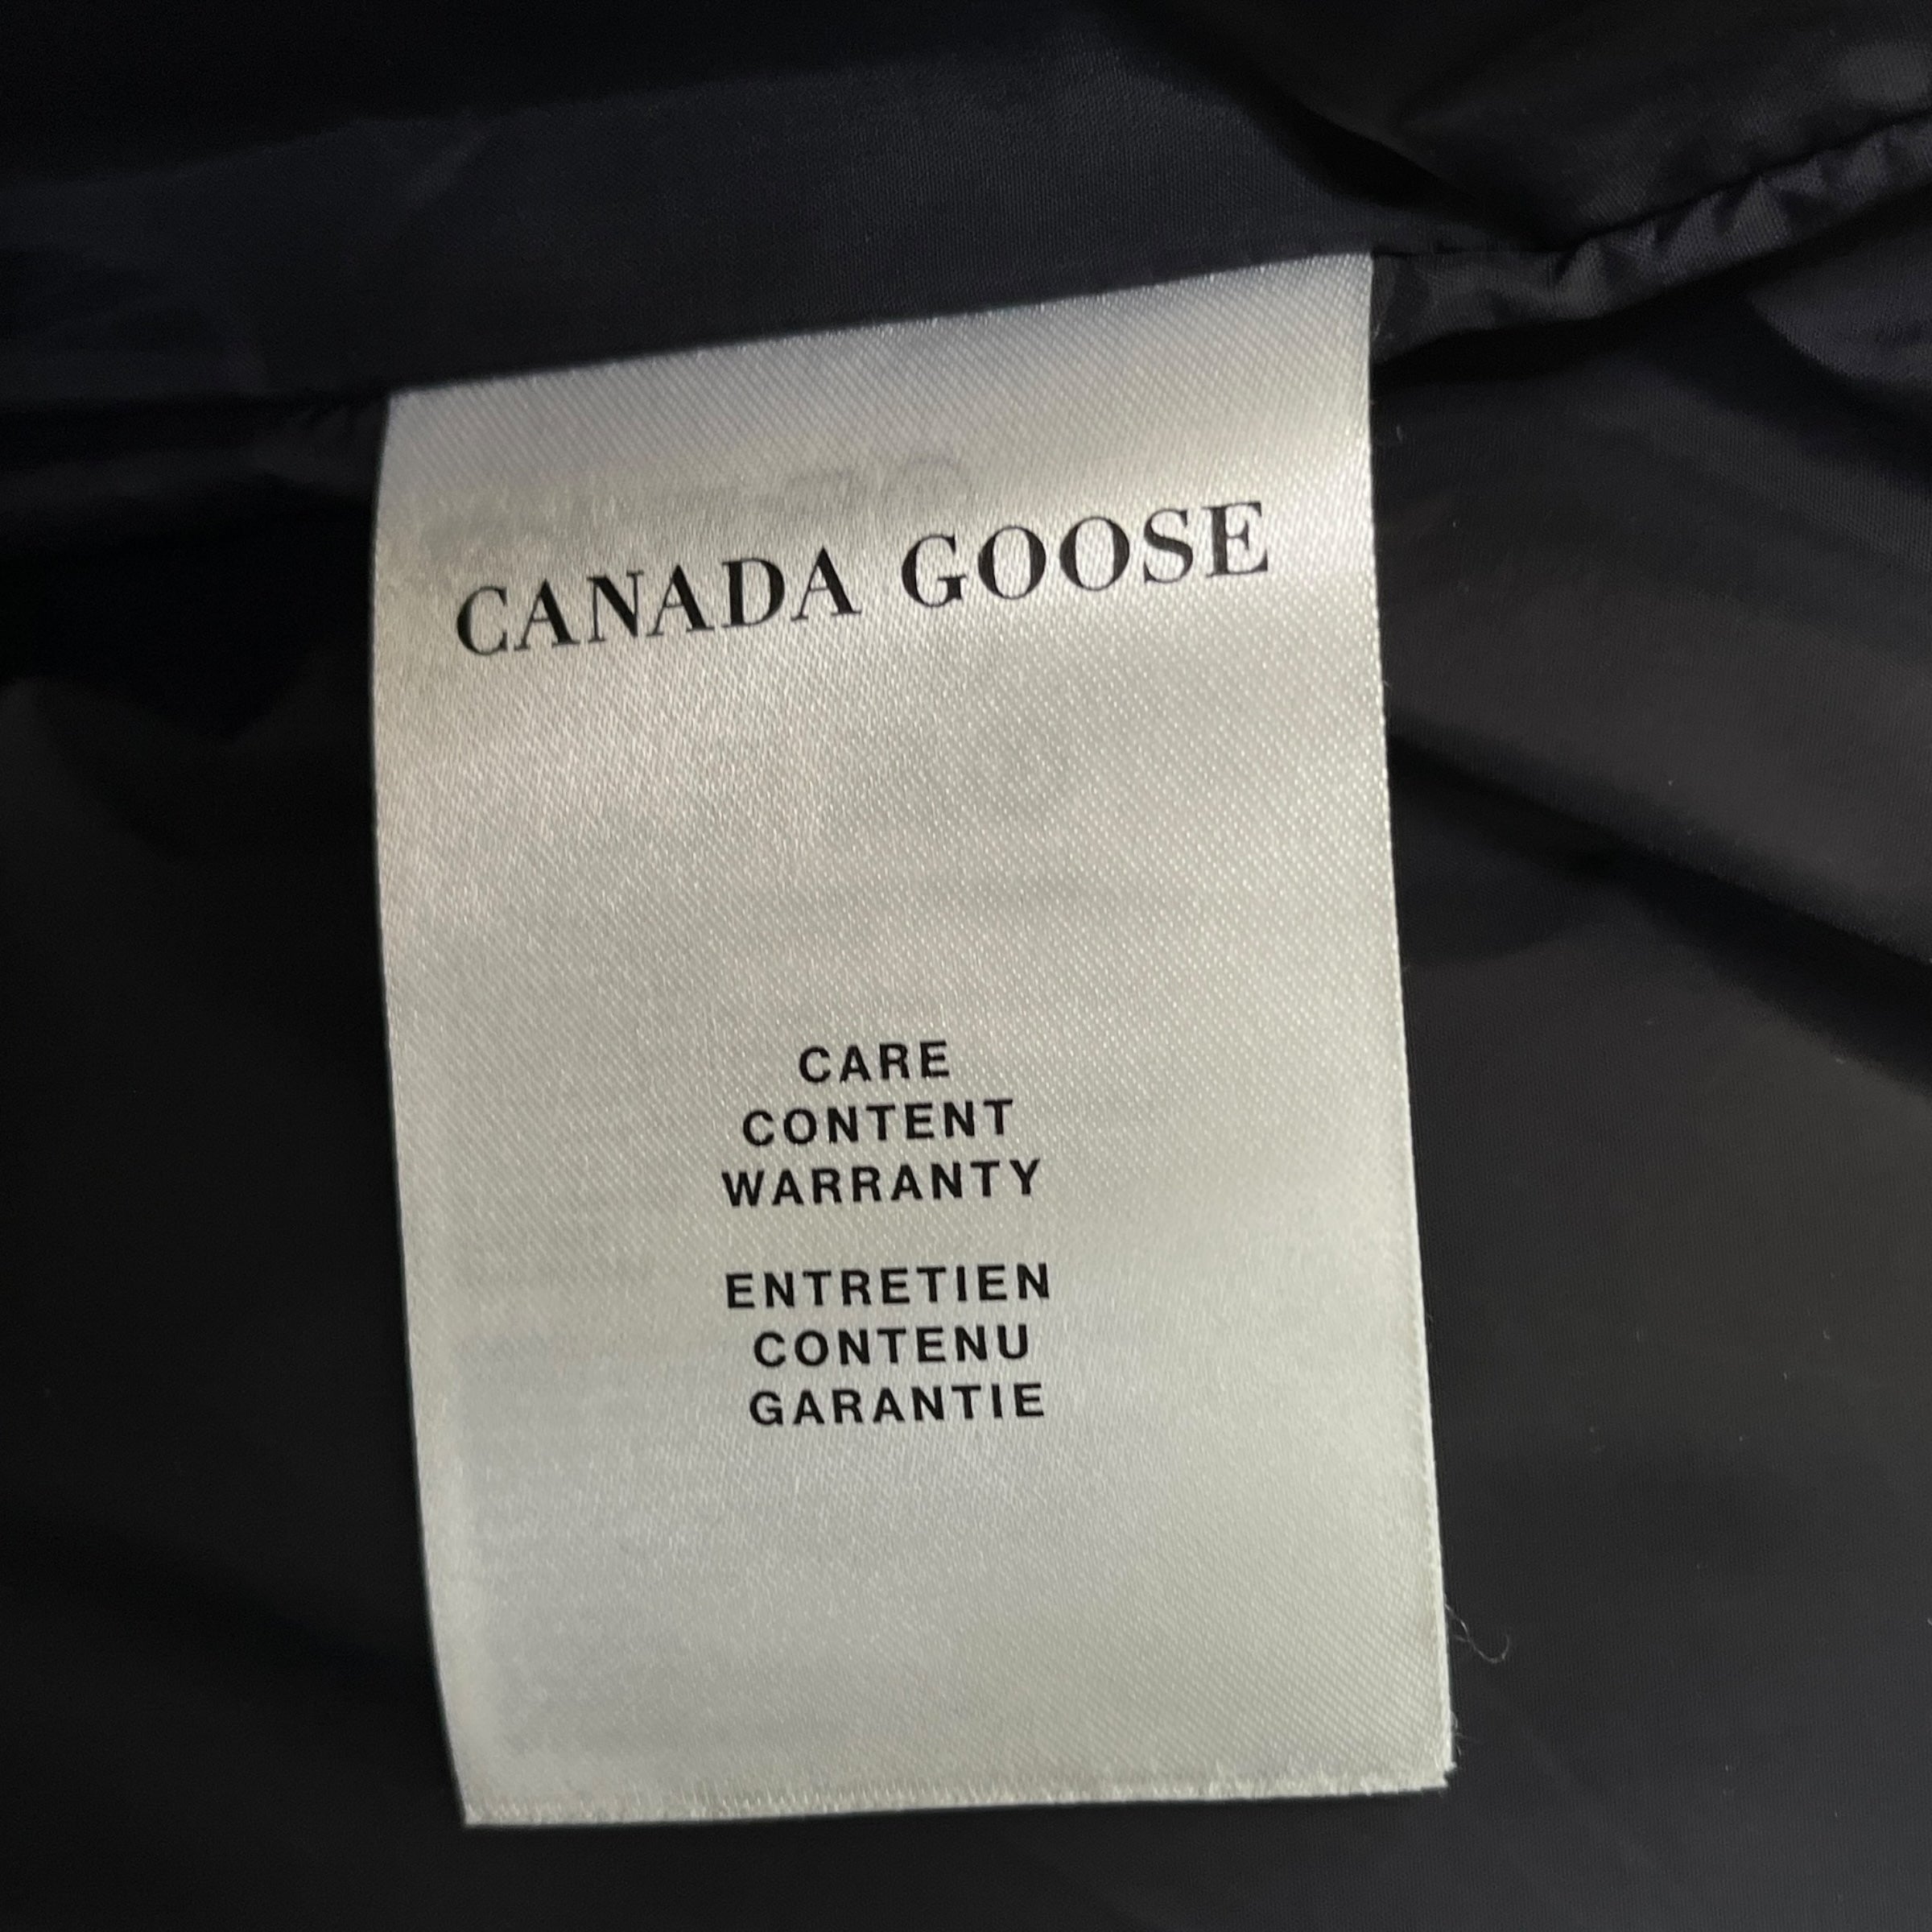 CANADA GOOSE
CARE
CONTENT
WARRANTY
ENTRETIEN
CONTENU
GARANTIE